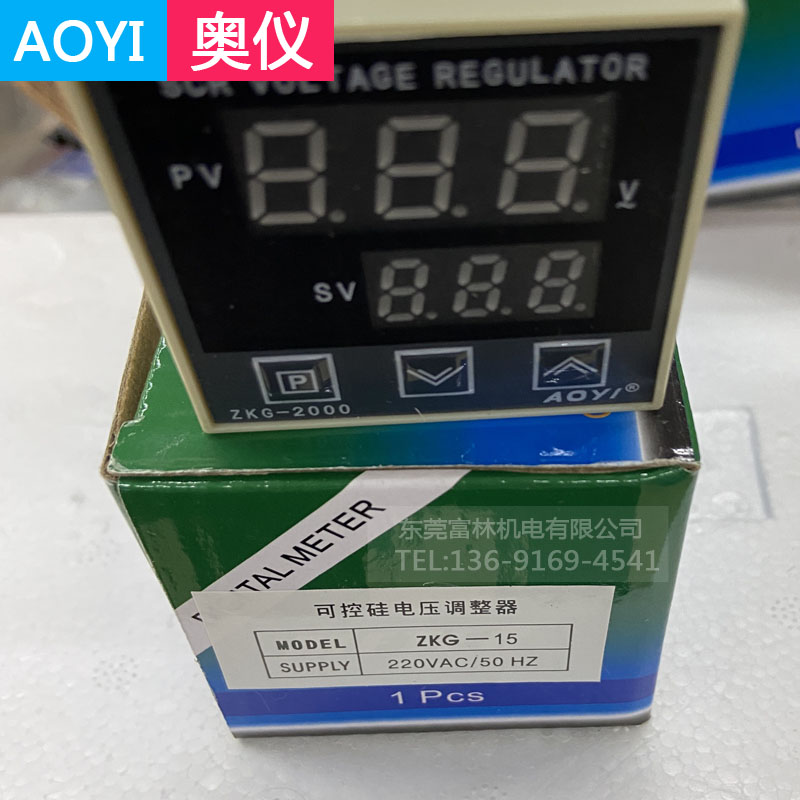 AOYI 奥仪
SCR VOLTAGE REGULATOR
PV
V
SV
P
ZKG-2000
AOYI®
METER
东莞富林机电有限公司
TEL:136-9169-4541
可控硅电压调整器
MODEL ZKG—15
SUPPLY 220VAC/50 HZ
1 Pcs